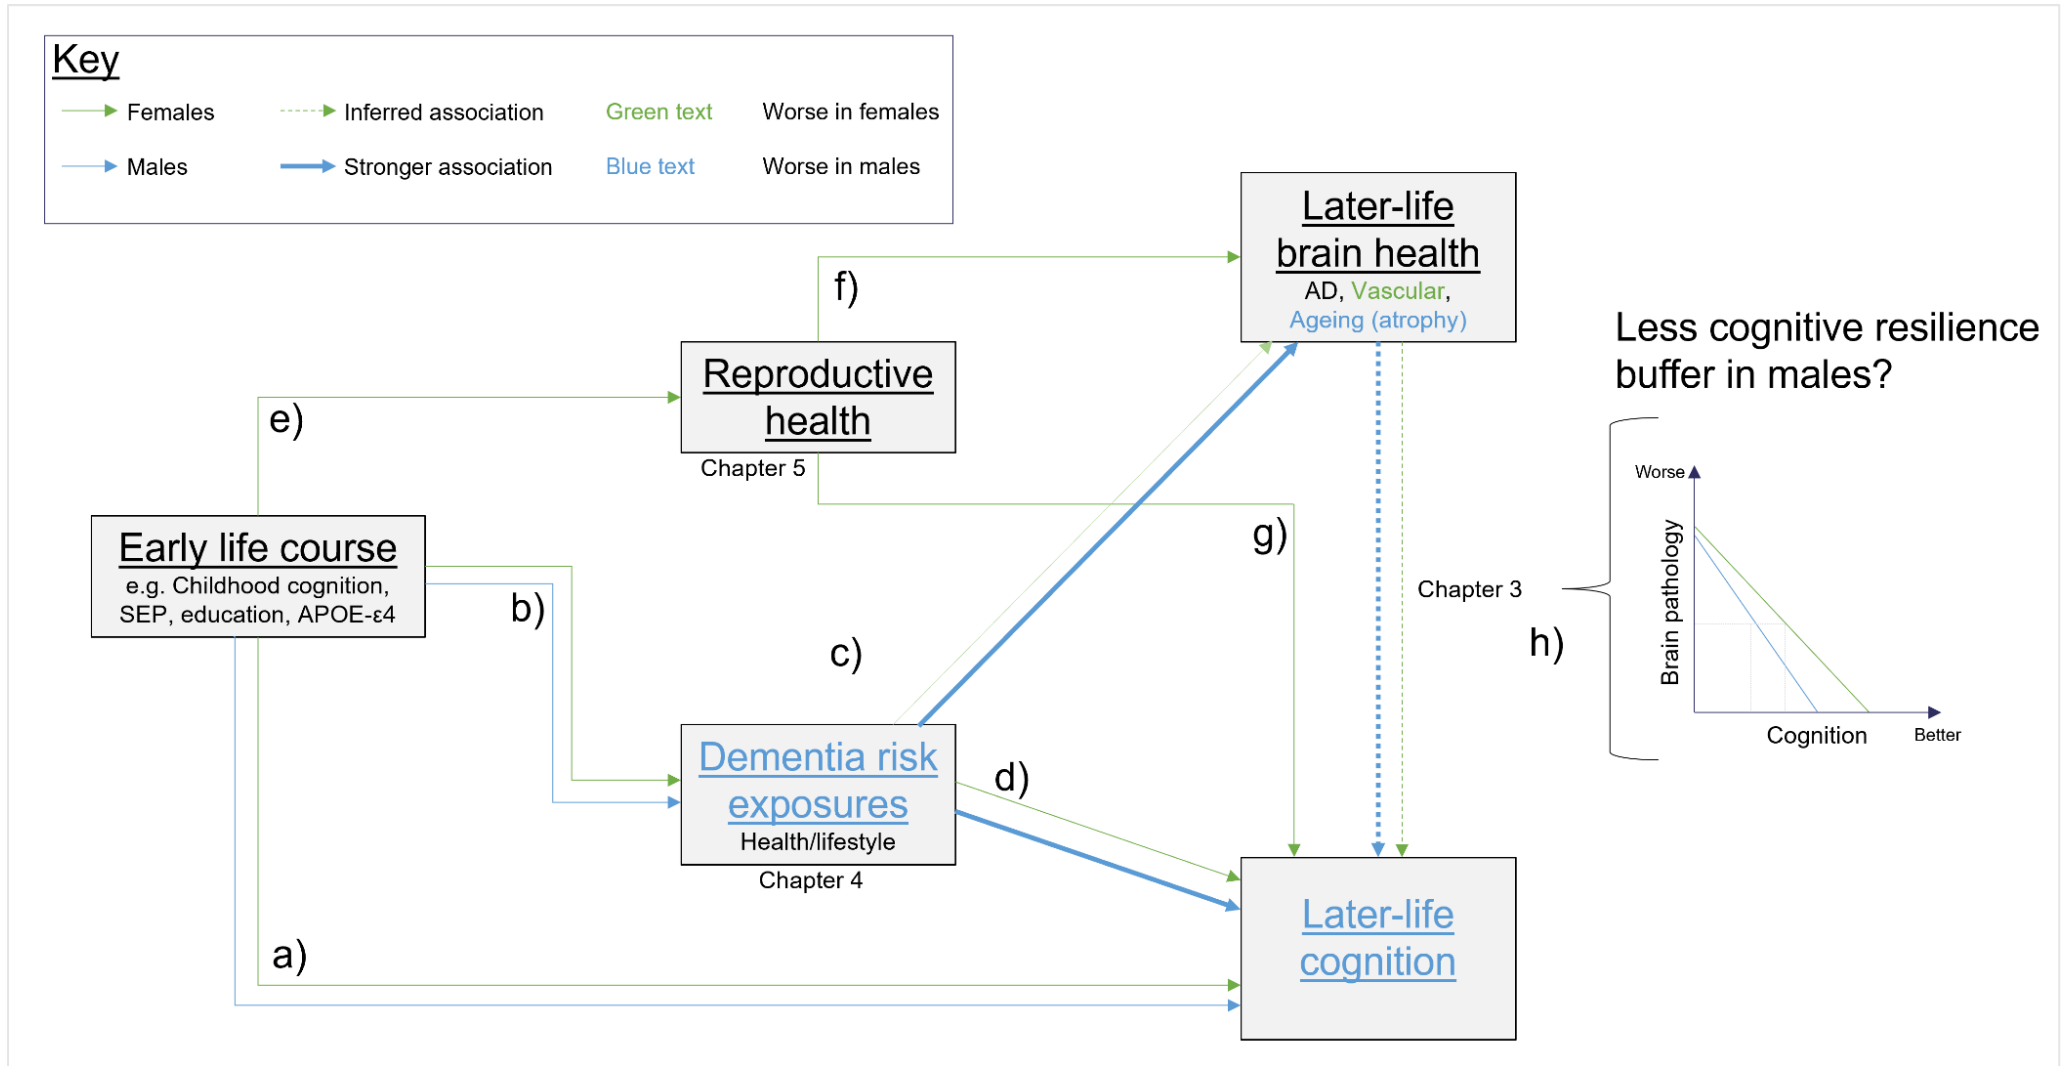 Key
Females
Inferred association
Green text
Worse in females
Males
Stronger association
Blue text
Worse in males
Later-life
brain health
AD, Vascular,
Ageing (atrophy)
f)
Less cognitive resilience
buffer in males?
Reproductive
health
Chapter 5
e)
Worse
Brain pathology
Cognition
Better
g)
Early life course
e.g. Childhood cognition,
SEP, education, APOE-ε4
b)
Chapter 3
h)
c)
Dementia risk
exposures
Health/lifestyle
Chapter 4
d)
a)
Later-life
cognition